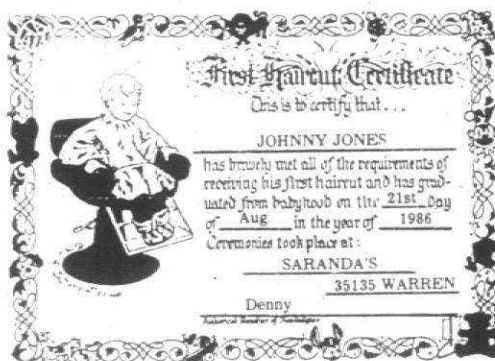 First Haircut Certificate
This is to certify that...
JOHNNY JONES
has bravely met all of the requirements of
receiving his first haircut and has grad-
uated from babyhood on the 21st Day
of Aug in the year of 1986
Ceremonies took place at:
SARANDA'S
35135 WARREN
Denny